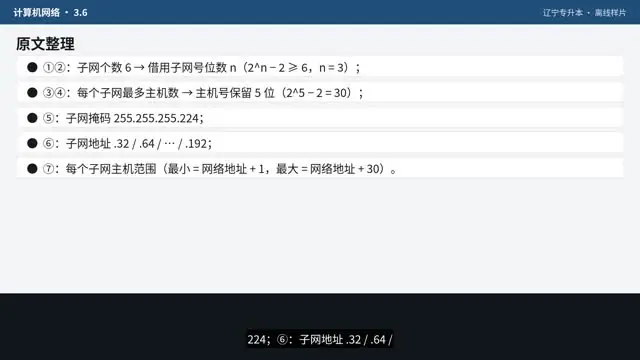 计算机网络 · 3.6
辽宁专升本 · 离线样片
原文整理
● ①②：子网个数 6 → 借用子网号位数 n（2^n − 2 ⩾ 6，n = 3）；
● ③④：每个子网最多主机数 → 主机号保留 5 位（2^5 − 2 = 30）；
● ⑤：子网掩码 255.255.255.224；
● ⑥：子网地址 .32 / .64 / … / .192；
● ⑦：每个子网主机范围（最小 = 网络地址 + 1，最大 = 网络地址 + 30）。
224；⑥：子网地址 .32 / .64 /